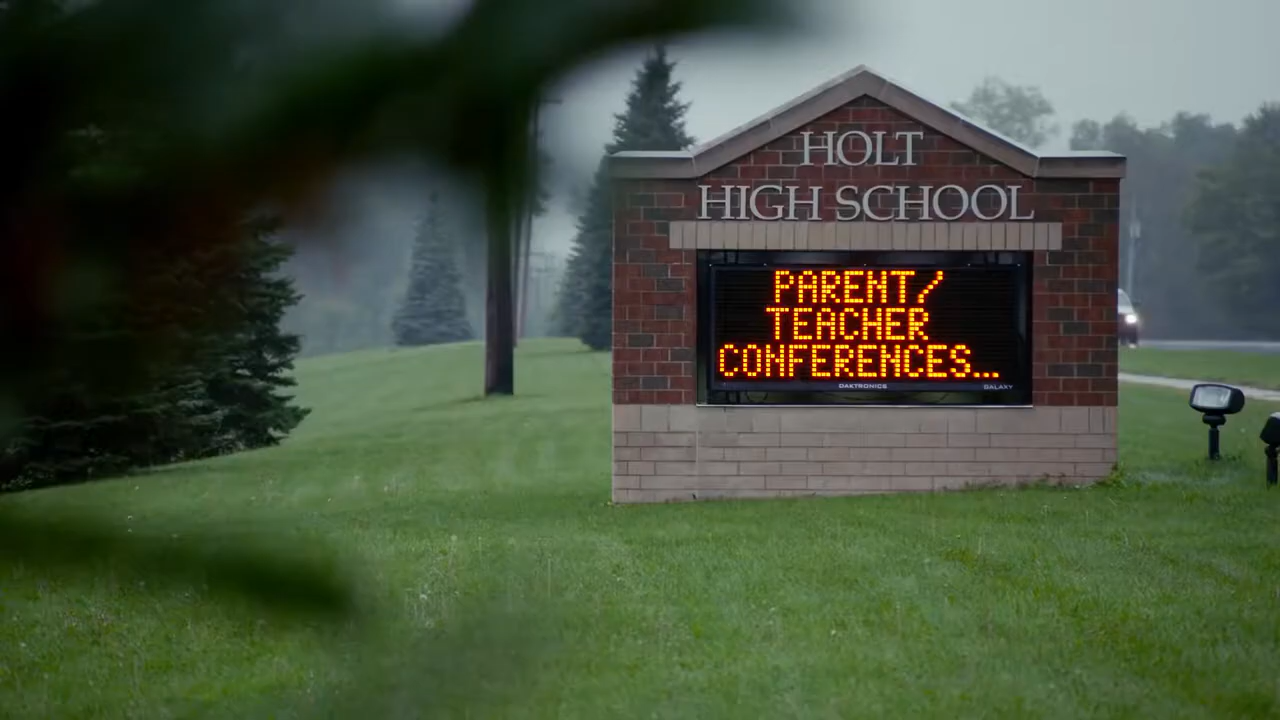 HOLT
HIGH SCHOOL
PARENT/
TEACHER
CONFERENCES...
DAKTRONICS GALAXY